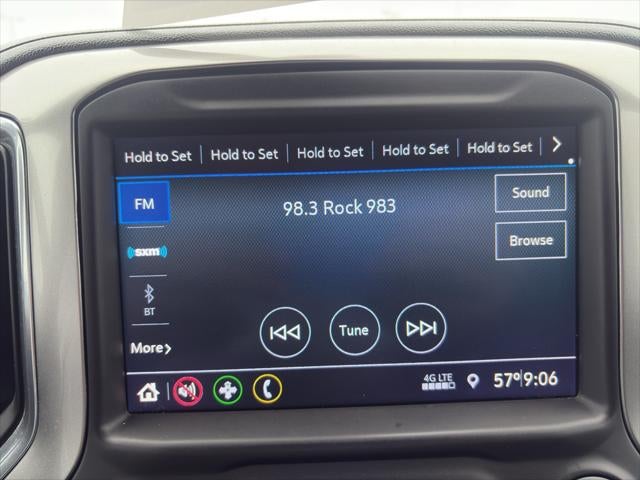 Hold to Set Hold to Set Hold to Set Hold to Set Hold to Set
FM
98.3 Rock 983
Sound
sxm
Browse
BT
Tune
More
4G LTE
57° 9:06